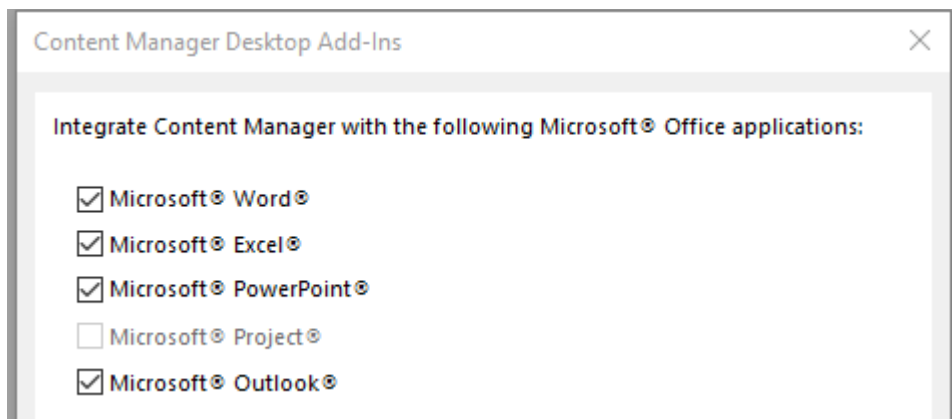 Content Manager Desktop Add-Ins
Integrate Content Manager with the following Microsoft® Office applications:
Microsoft® Word®
Microsoft® Excel®
Microsoft® PowerPoint®
Microsoft® Project®
Microsoft® Outlook®